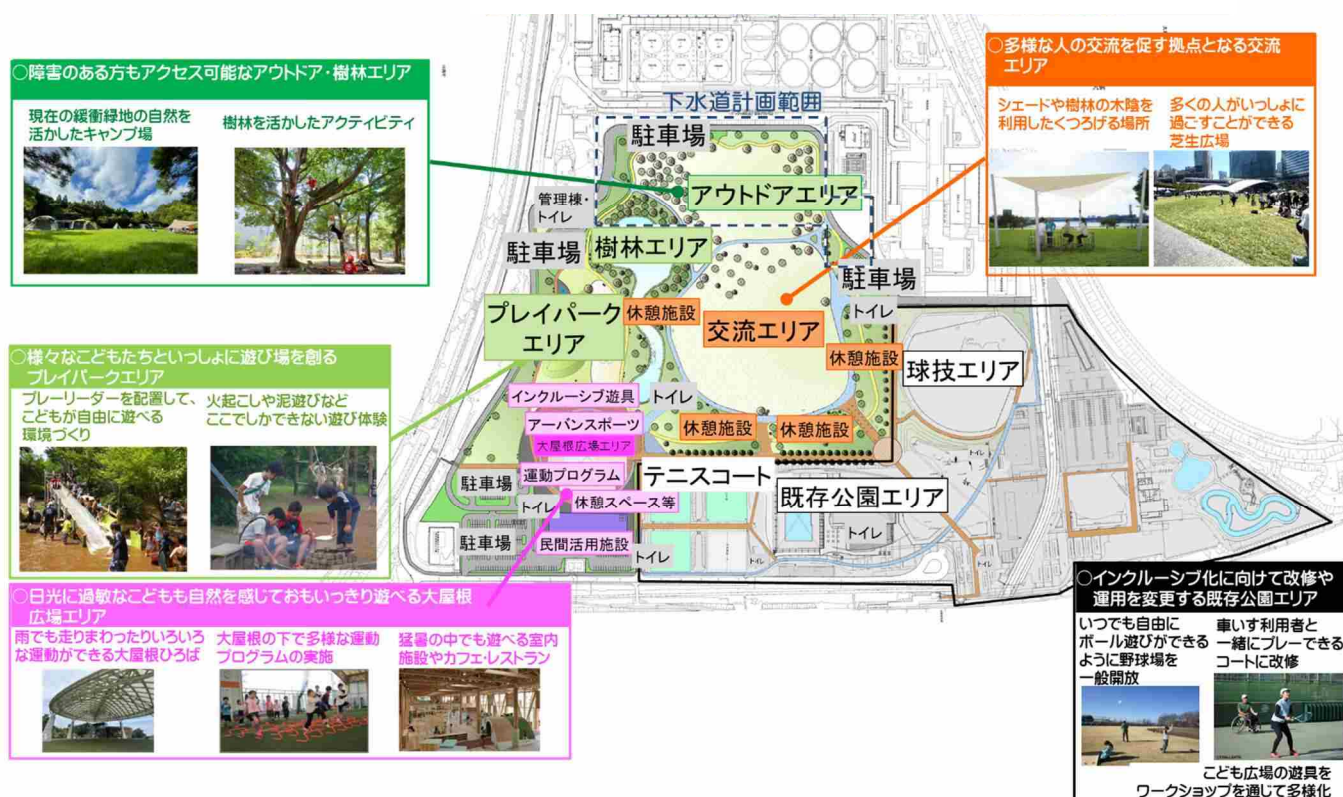 ○障害のある方もアクセス可能なアウトドア・樹林エリア
現在の緩衝緑地の自然を
活かしたキャンプ場
樹林を活かしたアクティビティ
○様々なこどもたちといっしょに遊び場を創る
プレイパークエリア
プレーリーダーを配置して、
こどもが自由に遊べる
環境づくり
火起こしや泥遊びなど
ここでしかできない遊び体験
○日光に過敏なこどもも自然を感じておもいっきり遊べる大屋根
広場エリア
雨でも走りまわったりいろいろ
な運動ができる大屋根ひろば
大屋根の下で多様な運動
プログラムの実施
猛暑の中でも遊べる室内
施設やカフェ・レストラン
下水道計画範囲
駐車場
アウトドアエリア
管理棟・
トイレ
樹林エリア
駐車場
駐車場
プレイパーク
エリア
休憩施設
交流エリア
トイレ
休憩施設
球技エリア
インクルーシブ遊具
トイレ
アーバンスポーツ
休憩施設
休憩施設
大屋根広場エリア
運動プログラム
テニスコート
駐車場
既存公園エリア
トイレ
休憩スペース等
トイレ
トイレ
駐車場
民間活用施設
トイレ
トイレ
トイレ
○多様な人の交流を促す拠点となる交流
エリア
シェードや樹林の木陰を
利用したくつろげる場所
多くの人がいっしょに
過ごすことができる
芝生広場
○インクルーシブ化に向けて改修や
運用を変更する既存公園エリア
いつでも自由に
ボール遊びができる
ように野球場を
一般開放
車いす利用者と
一緒にプレーできる
コートに改修
こども広場の遊具を
ワークショップを通じて多様化